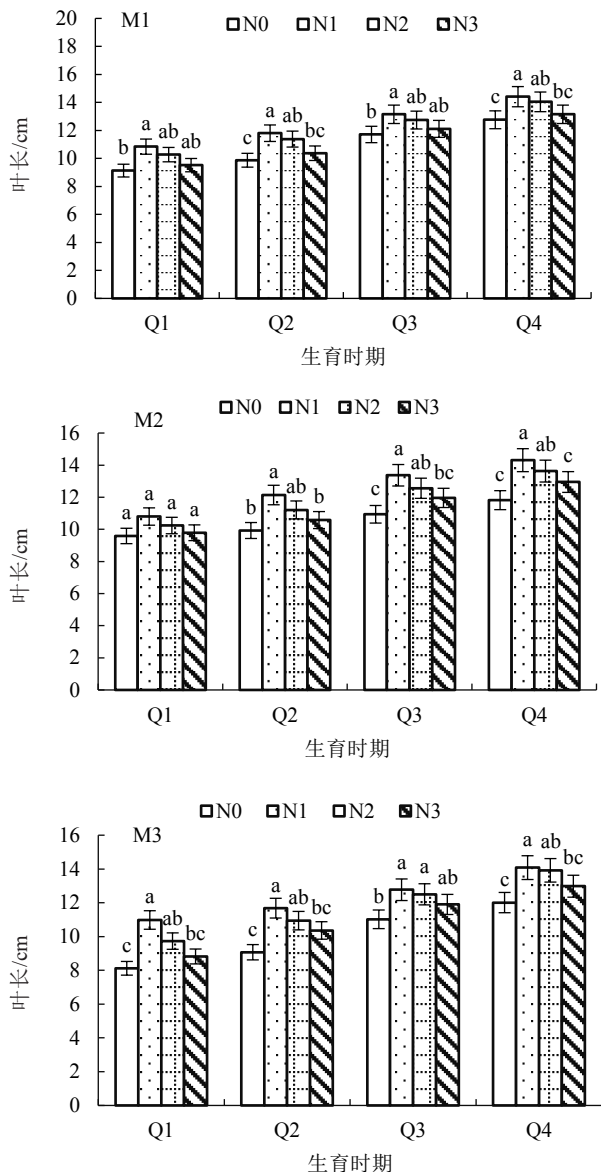 M1
N0 N1 N2 N3
20
18
16
14
12
10
8
6
4
2
0
叶长/cm
b a ab ab
c a ab bc
b a ab ab
c a ab bc
Q1 Q2 Q3 Q4
生育时期
M2
N0 N1 N2 N3
16
14
12
10
8
6
4
2
0
叶长/cm
a a a a
b a ab b
c a ab bc
c a ab c
Q1 Q2 Q3 Q4
生育时期
M3
N0 N1 N2 N3
16
14
12
10
8
6
4
2
0
叶长/cm
c a ab bc
c a ab bc
b a a ab
c a ab bc
Q1 Q2 Q3 Q4
生育时期